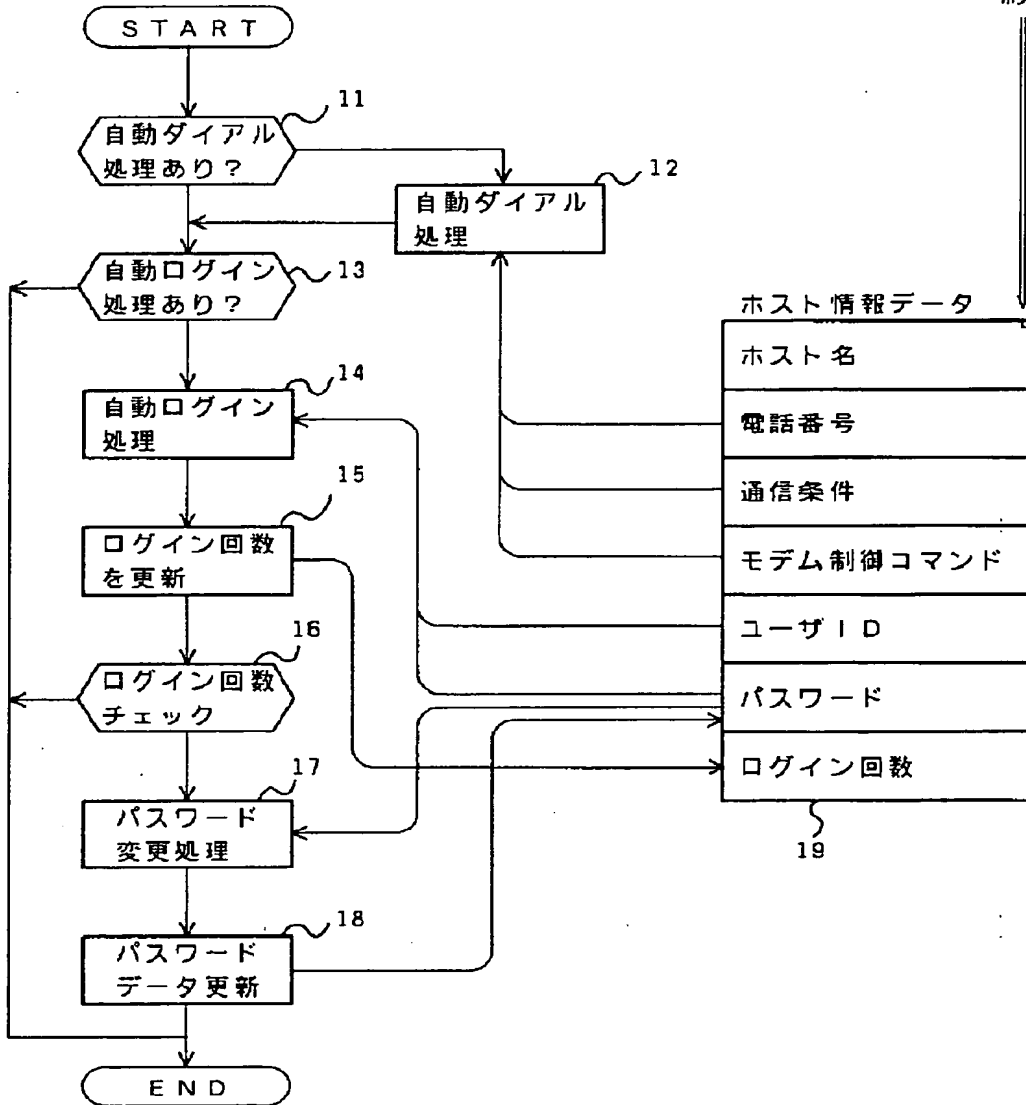 START
11
自動ダイアル
処理あり?
12
自動ダイアル
処理
13
自動ログイン
処理あり?
14
自動ログイン
処理
15
ログイン回数
を更新
16
ログイン回数
チェック
17
パスワード
変更処理
18
パスワード
データ更新
END
ホスト情報データ
ホスト名
電話番号
通信条件
モデム制御コマンド
ユーザID
パスワード
ログイン回数
19